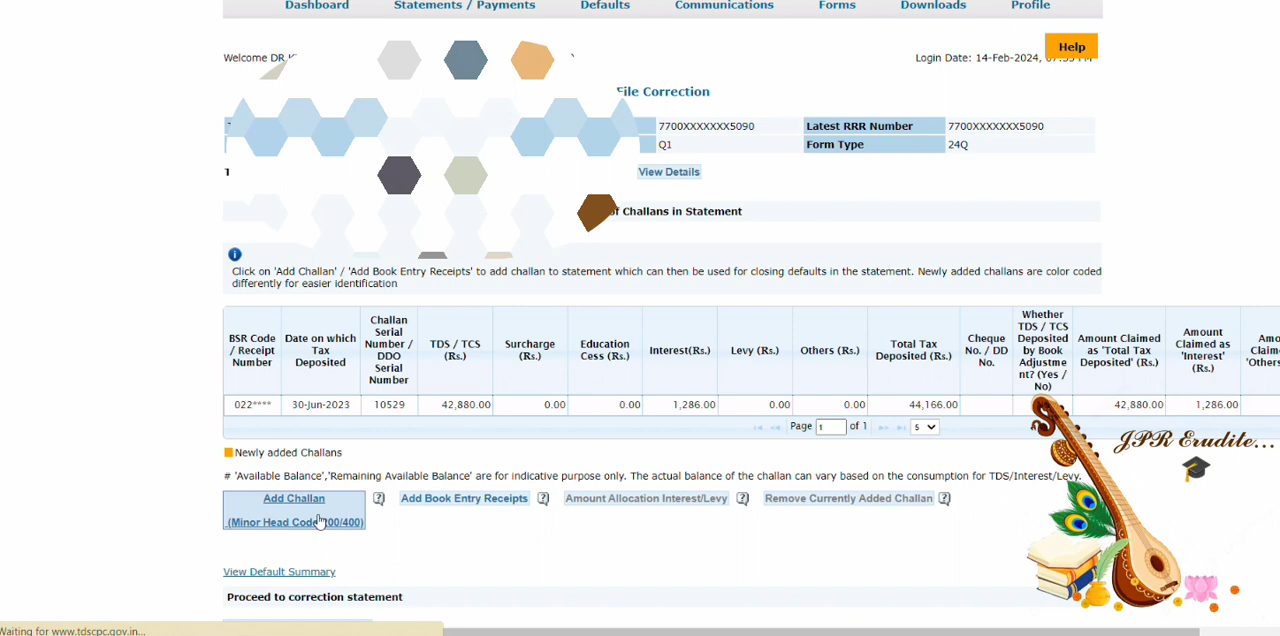 Dashboard Statements / Payments Defaults Communications Forms Downloads Profile
Help
Welcome DR
Login Date: 14-Feb-2024,
File Correction
7700XXXXXXX5090 Latest RRR Number 7700XXXXXXX5090
Q1 Form Type 24Q
View Details
of Challans in Statement
i
Click on 'Add Challan' / 'Add Book Entry Receipts' to add challan to statement which can then be used for closing defaults in the statement. Newly added challans are color coded
differently for easier identification
BSR Code / Receipt Number Date on which Tax Deposited Challan Serial Number / DDO Serial Number TDS / TCS (Rs.) Surcharge (Rs.) Education Cess (Rs.) Interest(Rs.) Levy (Rs.) Others (Rs.) Total Tax Deposited (Rs.) Cheque No. / DD No. Whether TDS / TCS Deposited by Book Adjustme nt? (Yes / No) Amount Claimed as 'Total Tax Deposited' (Rs.) Amount Claimed as 'Interest' (Rs.)
022**** 30-Jun-2023 10529 42,880.00 0.00 0.00 1,286.00 0.00 0.00 44,166.00 42,880.00 1,286.00
Page 1 of 1 5
Newly added Challans
# 'Available Balance','Remaining Available Balance' are for indicative purpose only. The actual balance of the challan can vary based on the consumption for TDS/Interest/Levy.
Add Challan ? Add Book Entry Receipts ? Amount Allocation Interest/Levy ? Remove Currently Added Challan ?
(Minor Head Code 200/400)
View Default Summary
Proceed to correction statement
Waiting for www.tdscpc.gov.in...
JPR Erudite...